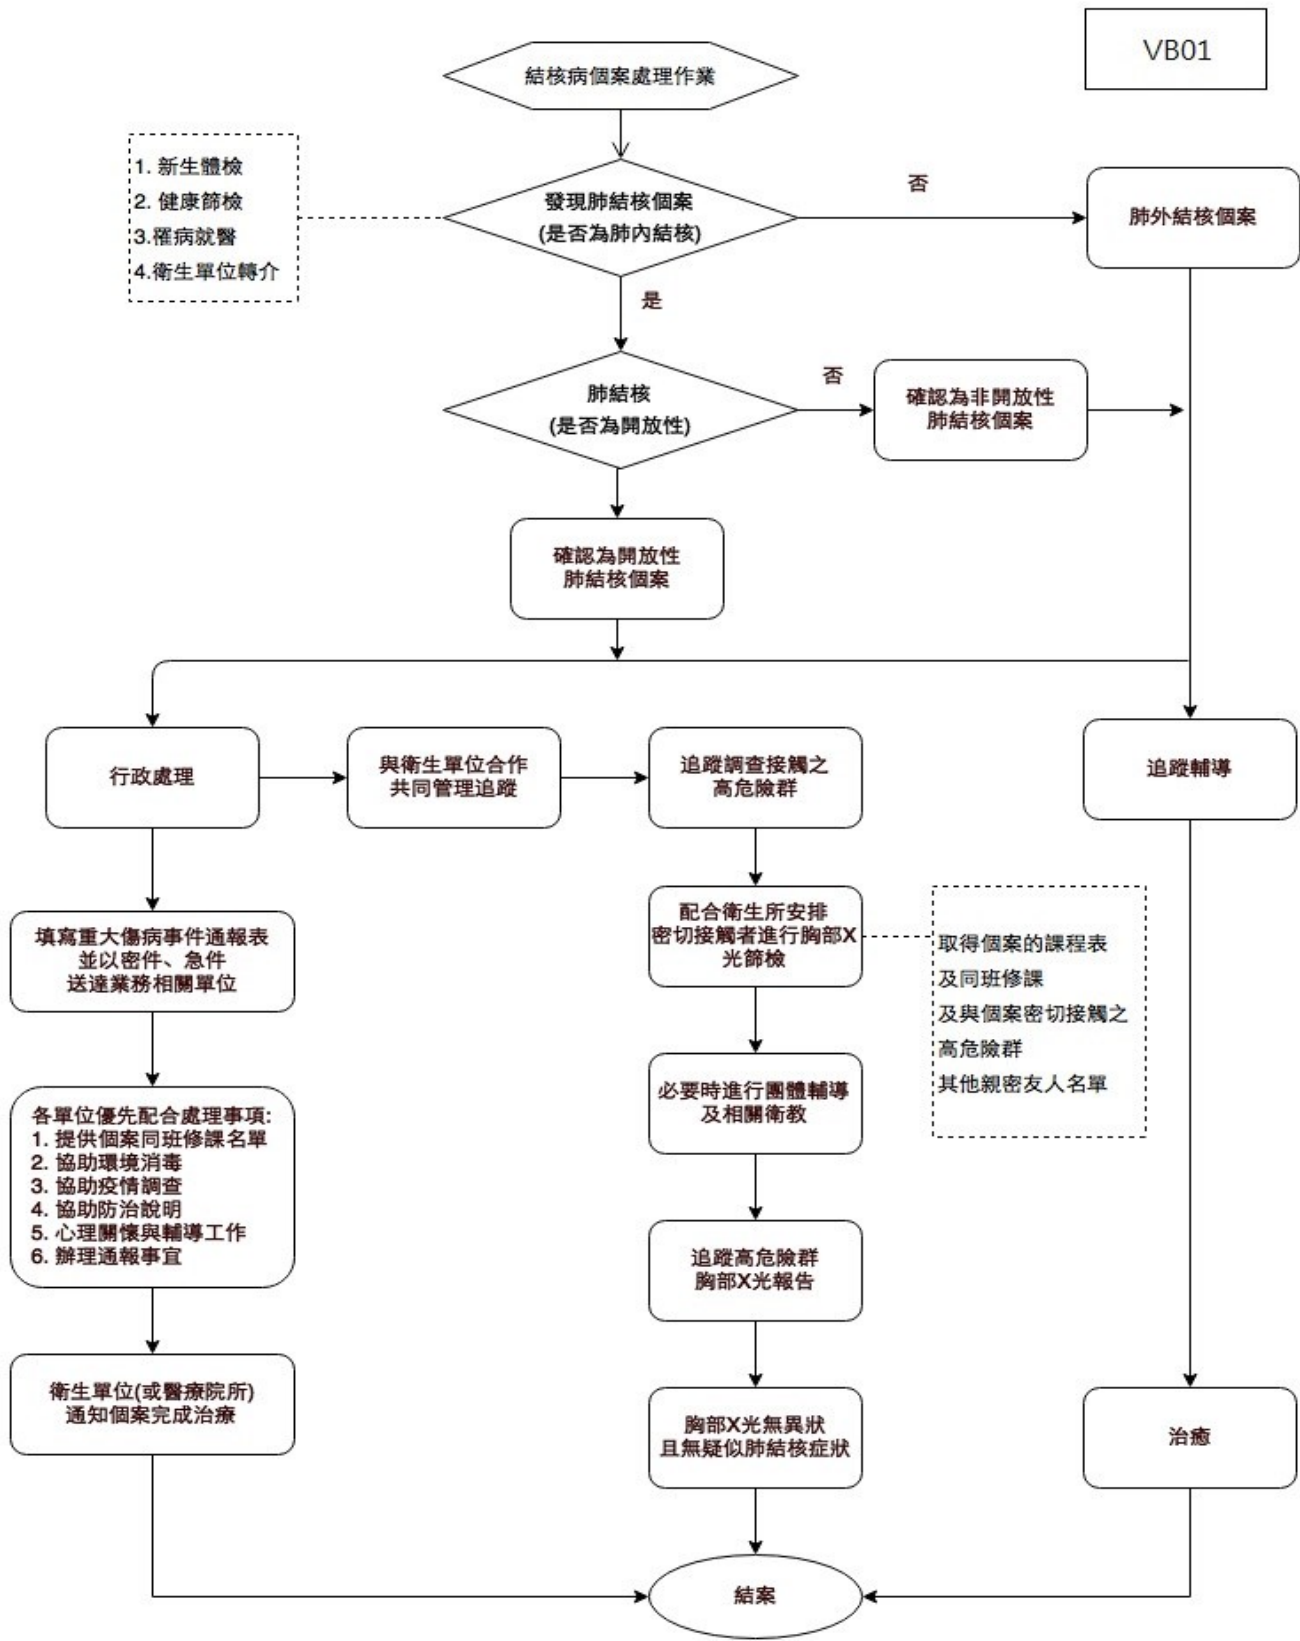 VB01
結核病個案處理作業
1. 新生體檢
2. 健康篩檢
3.罹病就醫
4.衛生單位轉介
發現肺結核個案
(是否為肺內結核)
否
肺外結核個案
是
肺結核
(是否為開放性)
否
確認為非開放性
肺結核個案
確認為開放性
肺結核個案
行政處理
與衛生單位合作
共同管理追蹤
追蹤調查接觸之
高危險群
追蹤輔導
填寫重大傷病事件通報表
並以密件、急件
送達業務相關單位
配合衛生所安排
密切接觸者進行胸部X
光篩檢
取得個案的課程表
及同班修課
及與個案密切接觸之
高危險群
其他親密友人名單
各單位優先配合處理事項:
1. 提供個案同班修課名單
2. 協助環境消毒
3. 協助疫情調查
4. 協助防治說明
5. 心理關懷與輔導工作
6. 辦理通報事宜
必要時進行團體輔導
及相關衛教
追蹤高危險群
胸部X光報告
衛生單位(或醫療院所)
通知個案完成治療
胸部X光無異狀
且無疑似肺結核症狀
治癒
結案